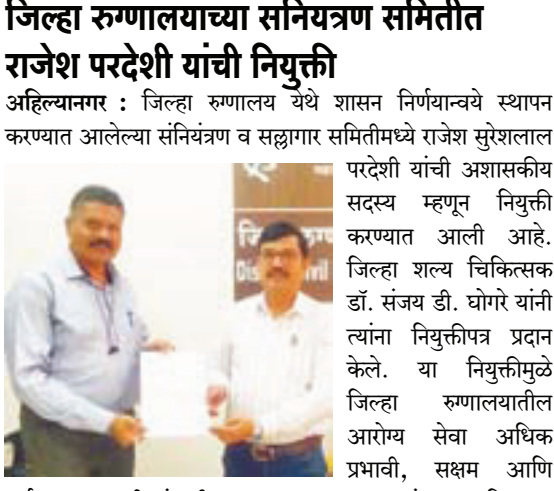 जिल्हा रुग्णालयाच्या सनियत्रण समितीत
राजेश परदेशी यांची नियुक्ती
अहिल्यानगर : जिल्हा रुग्णालय येथे शासन निर्णयान्वये स्थापन
करण्यात आलेल्या संनियंत्रण व सल्लागार समितीमध्ये राजेश सुरेशलाल
परदेशी यांची अशासकीय
सदस्य म्हणून नियुक्ती
करण्यात आली आहे.
जिल्हा शल्य चिकित्सक
डॉ. संजय डी. घोगरे यांनी
त्यांना नियुक्तीपत्र प्रदान
केले. या नियुक्तीमुळे
जिल्हा रुग्णालयातील
आरोग्य सेवा अधिक
प्रभावी, सक्षम आणि